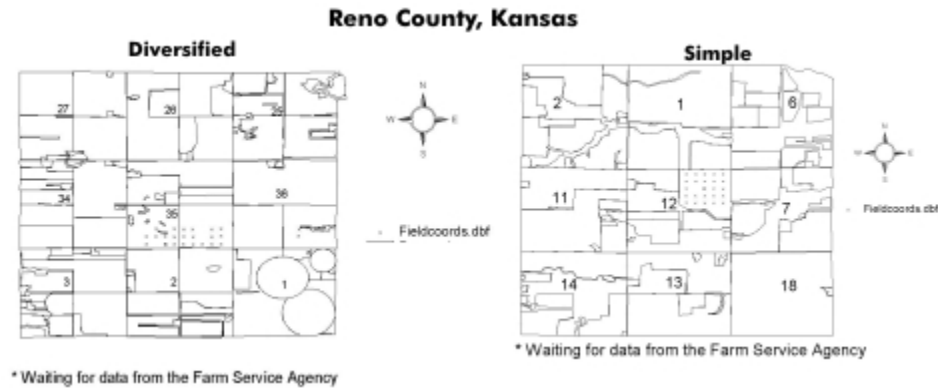 Reno County, Kansas
Diversified
Simple
27
26
25
N
W
E
S
34
35
36
Fieldcoords.dbf
3
2
1
* Waiting for data from the Farm Service Agency
2
1
6
N
W
E
S
11
12
7
Fieldcoords.dbf
14
13
18
* Waiting for data from the Farm Service Agency